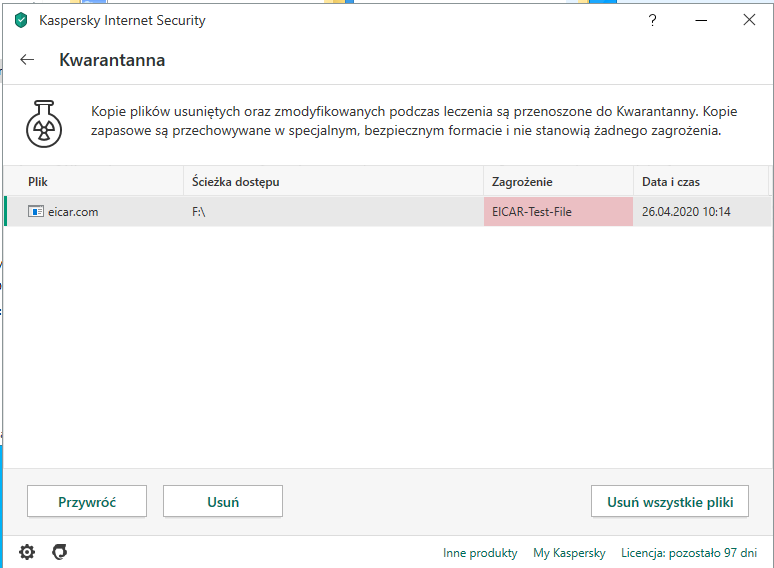 Kaspersky Internet Security
?
Kwarantanna
Kopie plików usuniętych oraz zmodyfikowanych podczas leczenia są przenoszone do Kwarantanny. Kopie
zapasowe są przechowywane w specjalnym, bezpiecznym formacie i nie stanowią żadnego zagrożenia.
Plik Ścieżka dostępu Zagrożenie Data i czas
eicar.com F:\ EICAR-Test-File 26.04.2020 10:14
Przywróć Usuń Usuń wszystkie pliki
Inne produkty My Kaspersky Licencja: pozostało 97 dni